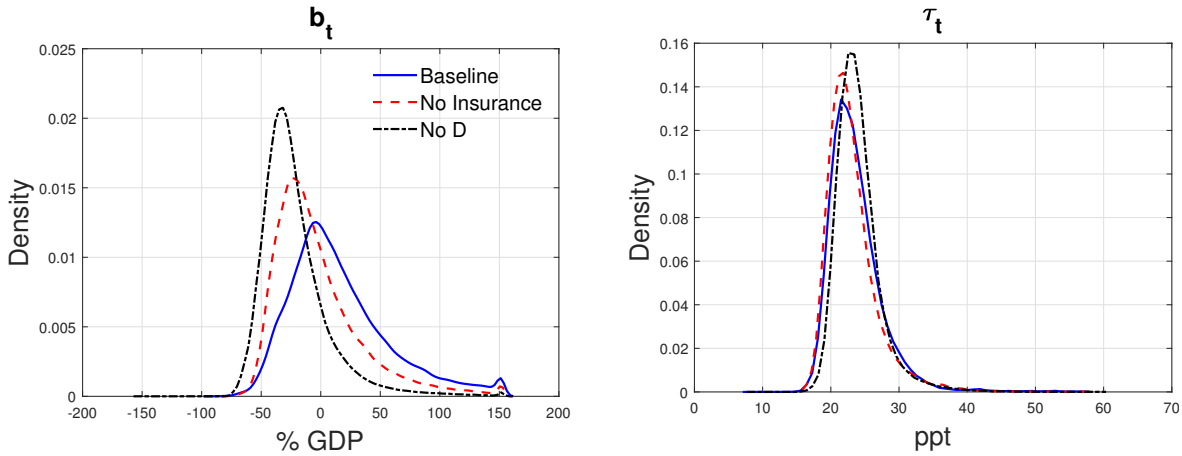 b_t
0.025
0.02
0.015
0.01
0.005
0
Density
-200 -150 -100 -50 0 50 100 150 200
% GDP
Baseline
No Insurance
No D
τ_t
0.16
0.14
0.12
0.1
0.08
0.06
0.04
0.02
0
Density
0 10 20 30 40 50 60 70
ppt